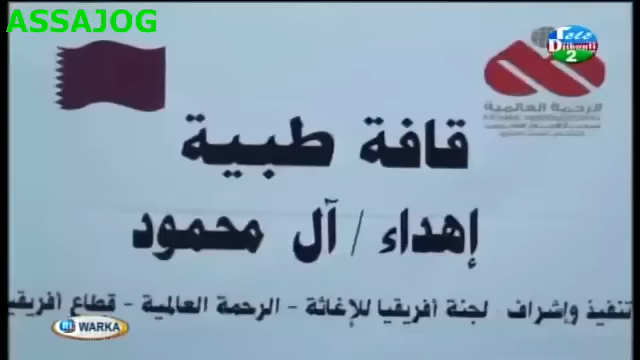 ASSAJOG
Tele
Djibouti
2
الرحمة العالمية
قافة طبية
إهداء / آل محمود
تنفيذ وإشراف : لجنة أفريقيا للإغاثة - الرحمة العالمية - قطاع أفريقيا
WARKA